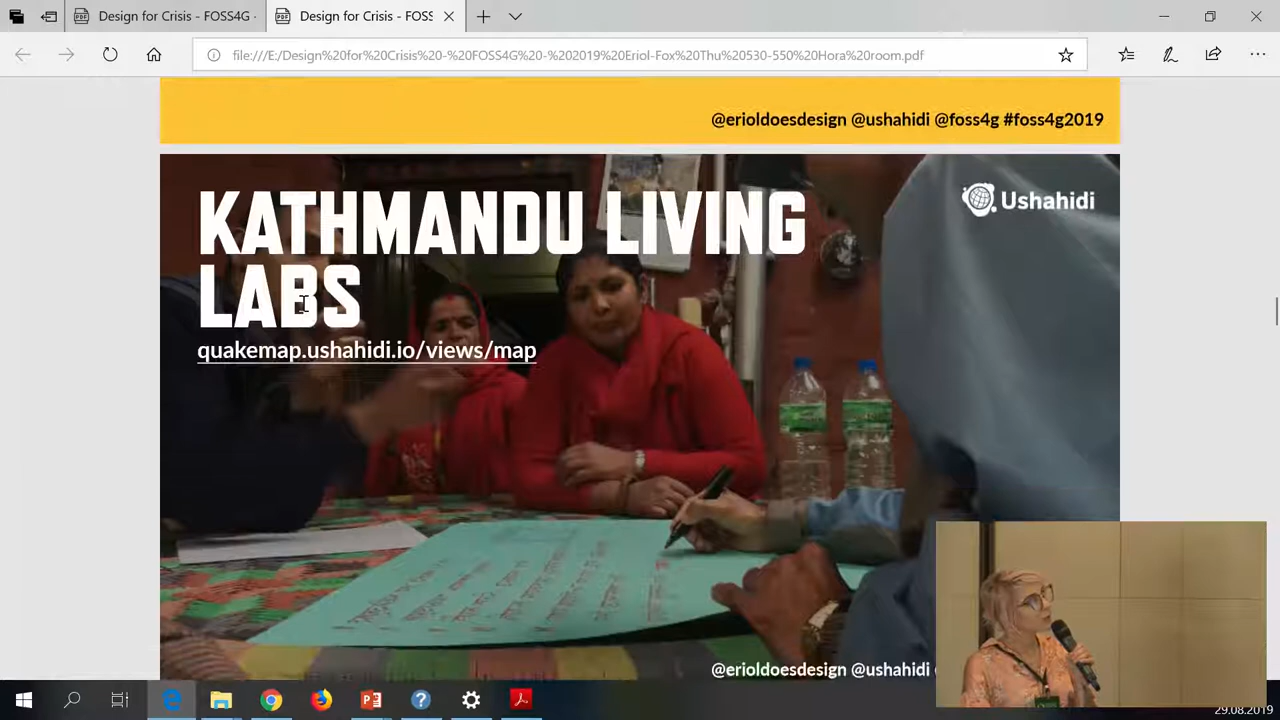 Design for Crisis - FOSS4G -
Design for Crisis - FOSS
file:///E:/Design%20for%20Crisis%20-%20FOSS4G%20-%202019%20Eriol-Fox%20Thu%20530-550%20Hora%20room.pdf
@erioldoesdesign @ushahidi @foss4g #foss4g2019
KATHMANDU LIVING
LABS
Ushahidi
quakemap.ushahidi.io/views/map
@erioldoesdesign @ushahidi
29.08.2019